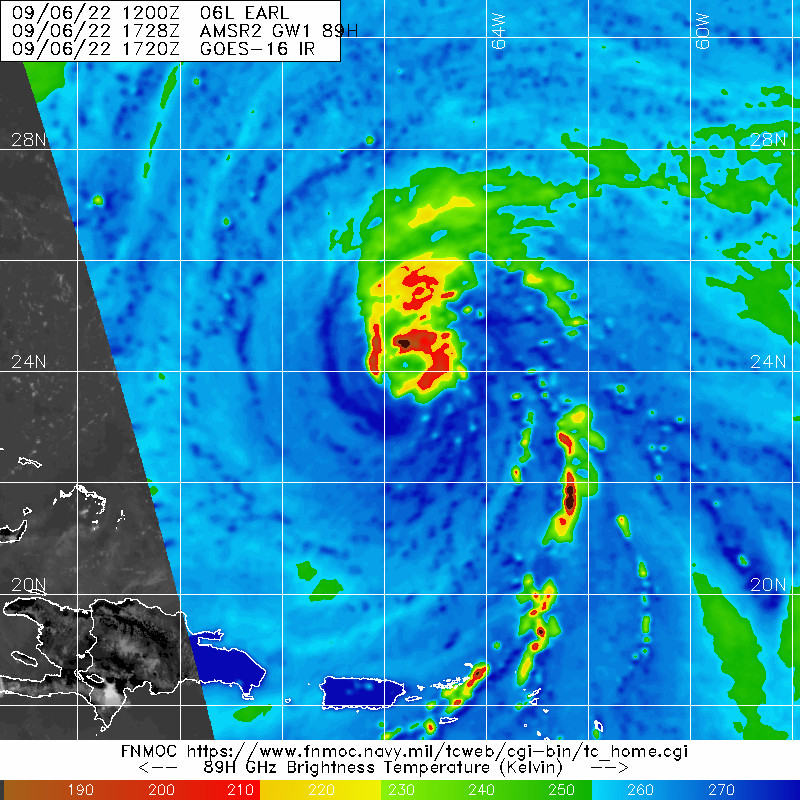 09/06/22 1200Z 06L EARL
09/06/22 1728Z AMSR2 GW1 89H
09/06/22 1720Z GOES-16 IR
64W 60W
28N 28N
24N 24N
20N 20N
FNMOC https://www.fnmoc.navy.mil/tcweb/cgi-bin/tc_home.cgi
<-- 89H GHz Brightness Temperature (Kelvin) -->
190 200 210 220 230 240 250 260 270